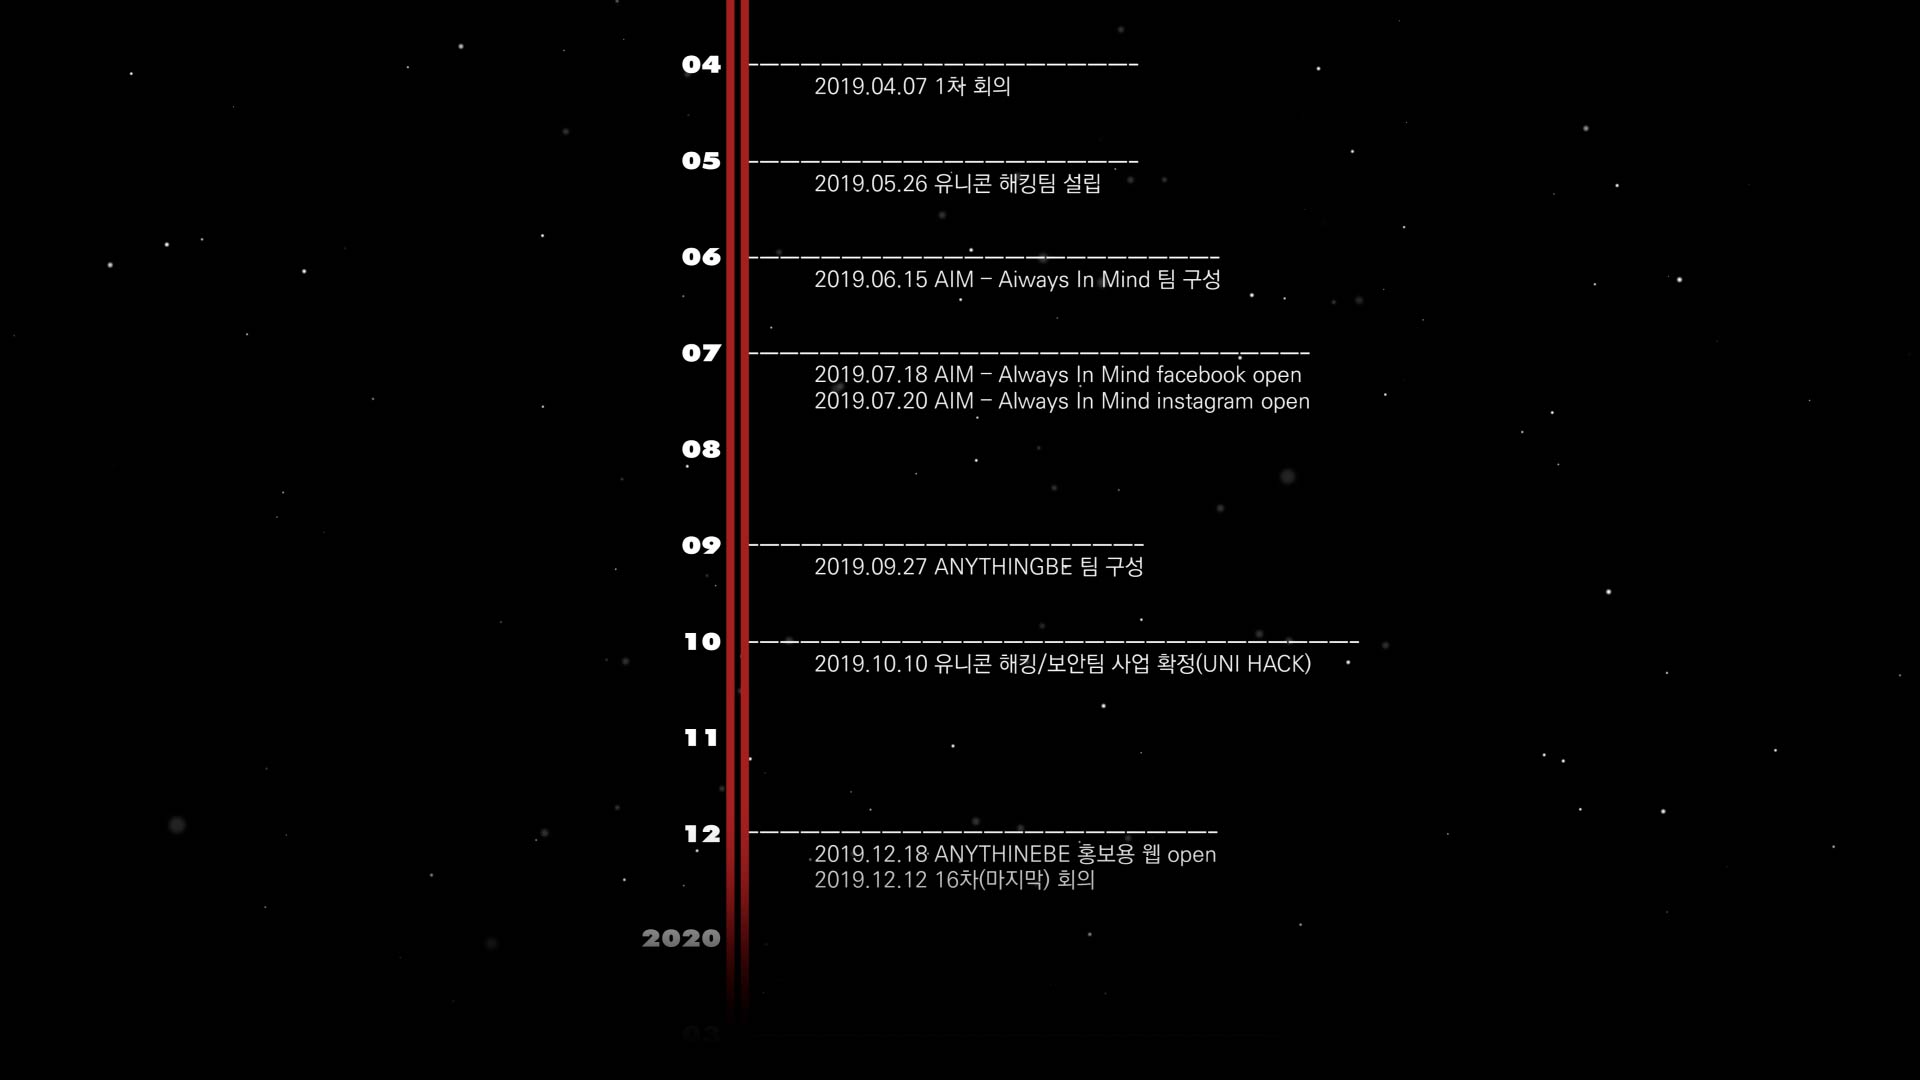 04
2019.04.07 1차 회의
05
2019.05.26 유니콘 해킹팀 설립
06
2019.06.15 AIM – Aiways In Mind 팀 구성
07
2019.07.18 AIM – Always In Mind facebook open
2019.07.20 AIM – Always In Mind instagram open
08
09
2019.09.27 ANYTHINGBE 팀 구성
10
2019.10.10 유니콘 해킹/보안팀 사업 확정(UNI HACK)
11
12
2019.12.18 ANYTHINEBE 홍보용 웹 open
2019.12.12 16차(마지막) 회의
2020
03